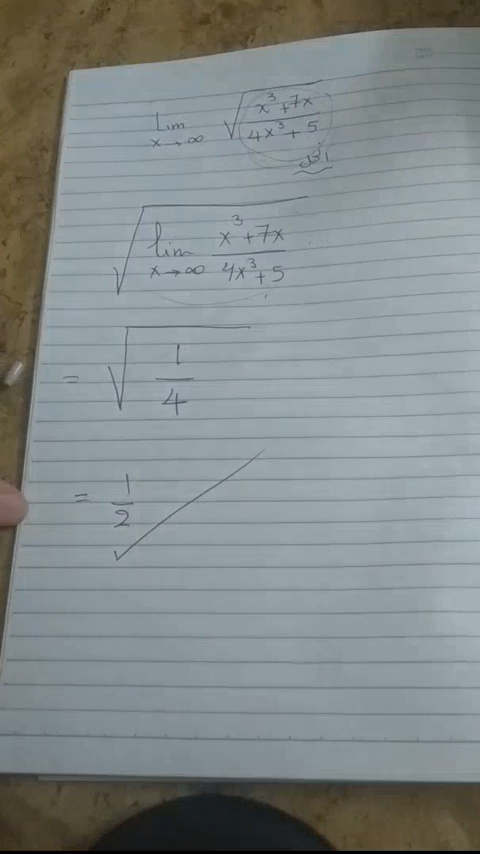 lim x→∞ √((x³+7x)/(4x³+5))
√(lim x→∞ (x³+7x)/(4x³+5))
= √(1/4)
= 1/2